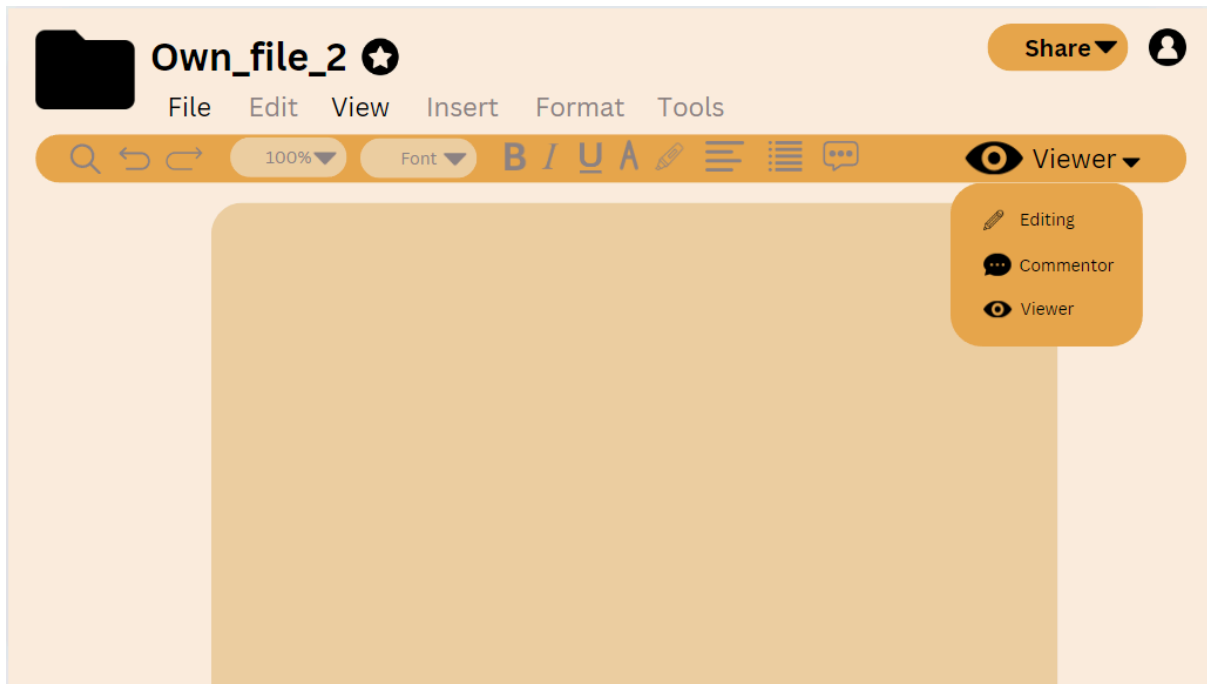 Own_file_2
Share
File Edit View Insert Format Tools
100% Font B I U A Viewer
Editing
Commentor
Viewer